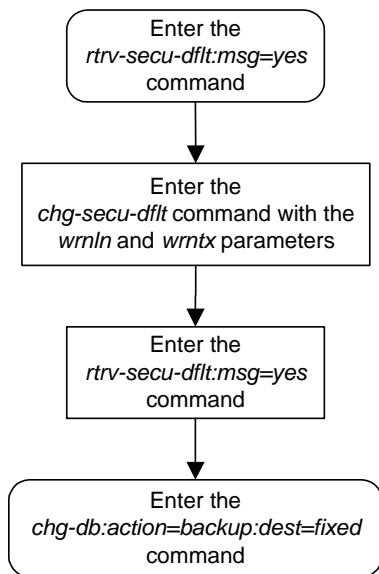 Enter the
rtrv-secu-dflt:msg=yes
command
Enter the
chg-secu-dflt command with the
wrnln and wrntx parameters
Enter the
rtrv-secu-dflt:msg=yes
command
Enter the
chg-db:action=backup:dest=fixed
command